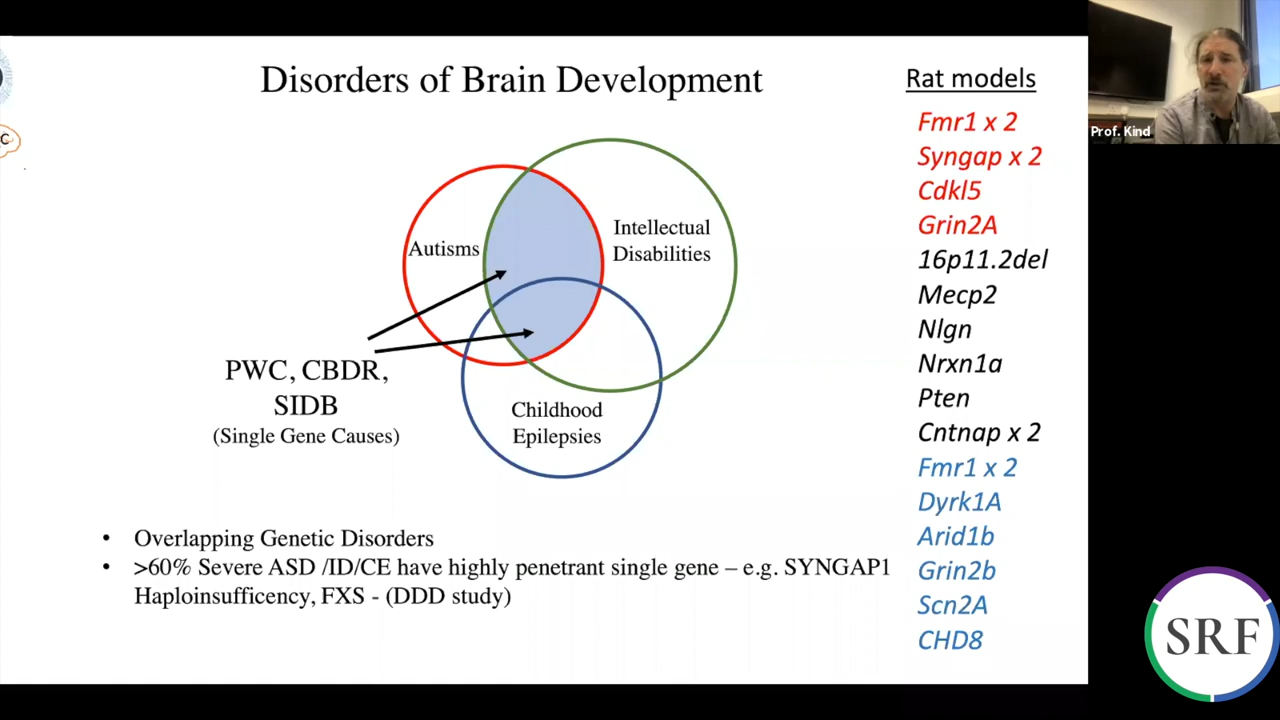 Disorders of Brain Development
Rat models
Fmr1 x 2
Syngap x 2
Cdkl5
Grin2A
16p11.2del
Mecp2
Nlgn
Nrxn1a
Pten
Cntnap x 2
Fmr1 x 2
Dyrk1A
Arid1b
Grin2b
Scn2A
CHD8
Autisms
Intellectual
Disabilities
Childhood
Epilepsies
PWC, CBDR,
SIDB
(Single Gene Causes)
• Overlapping Genetic Disorders
• >60% Severe ASD /ID/CE have highly penetrant single gene – e.g. SYNGAP1
Haploinsufficency, FXS - (DDD study)
Prof. Kind
SRF
C